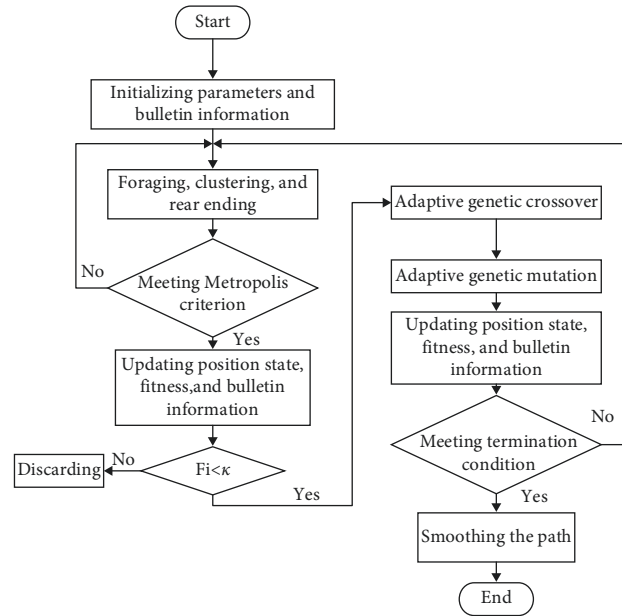 Start
Initializing parameters and
bulletin information
Foraging, clustering, and
rear ending
No
Meeting Metropolis
criterion
Yes
Updating position state,
fitness,and bulletin
information
Discarding
No
Fi<κ
Yes
Adaptive genetic crossover
Adaptive genetic mutation
Updating position state,
fitness, and bulletin
information
No
Meeting termination
condition
Yes
Smoothing the path
End